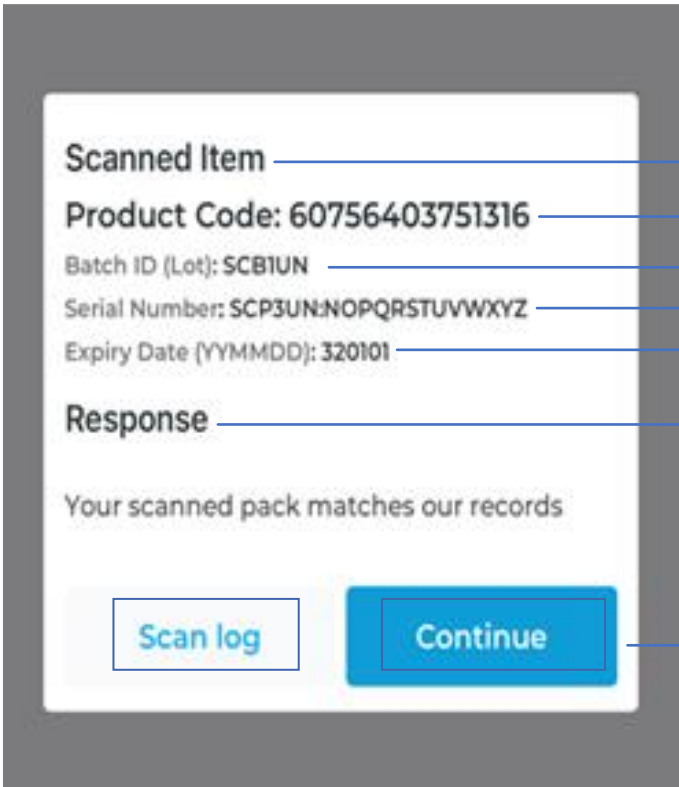 Scanned Item
Product Code: 60756403751316
Batch ID (Lot): SCB1UN
Serial Number: SCP3UN:NOPQRSTUVWXYZ
Expiry Date (YYMMDD): 320101
Response
Your scanned pack matches our records
Scan log
Continue